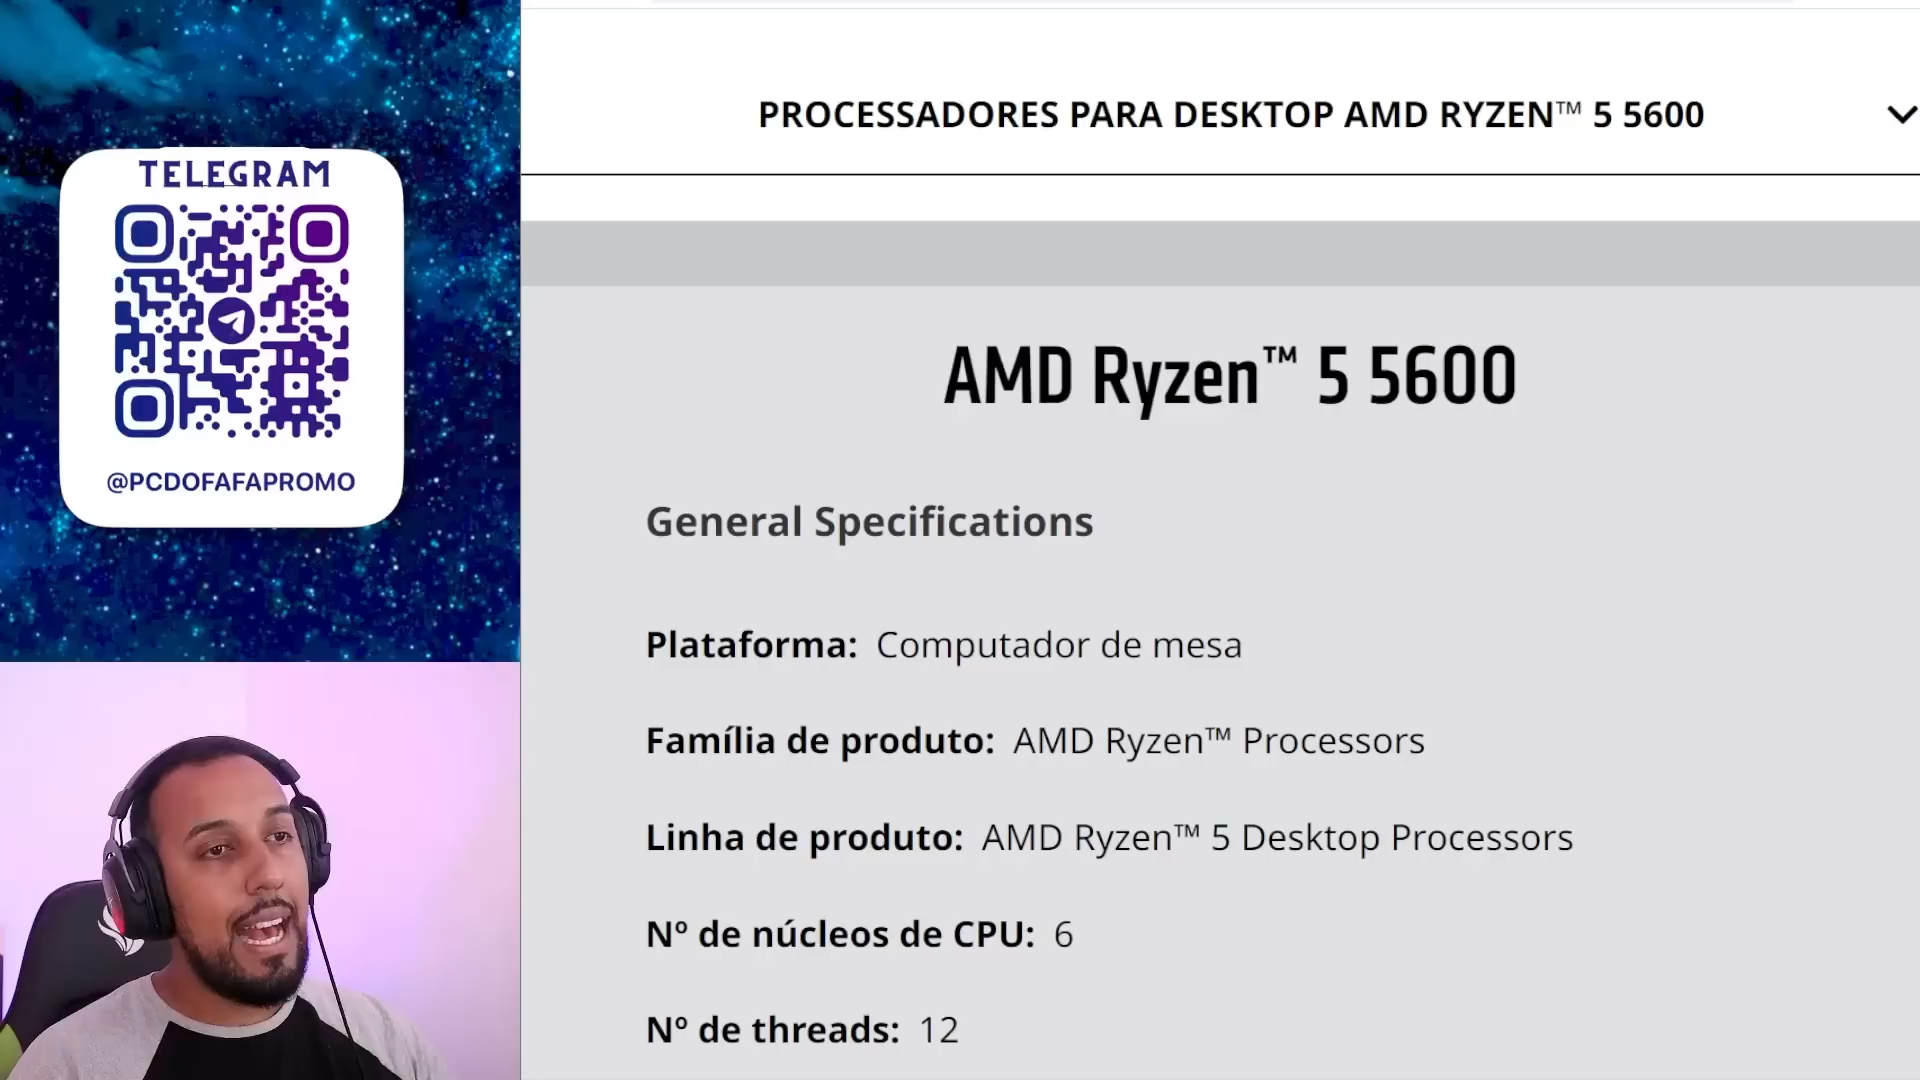 TELEGRAM
@PCDOFAFAPROMO
PROCESSADORES PARA DESKTOP AMD RYZEN™ 5 5600
AMD Ryzen™ 5 5600
General Specifications
Plataforma: Computador de mesa
Família de produto: AMD Ryzen™ Processors
Linha de produto: AMD Ryzen™ 5 Desktop Processors
Nº de núcleos de CPU: 6
Nº de threads: 12